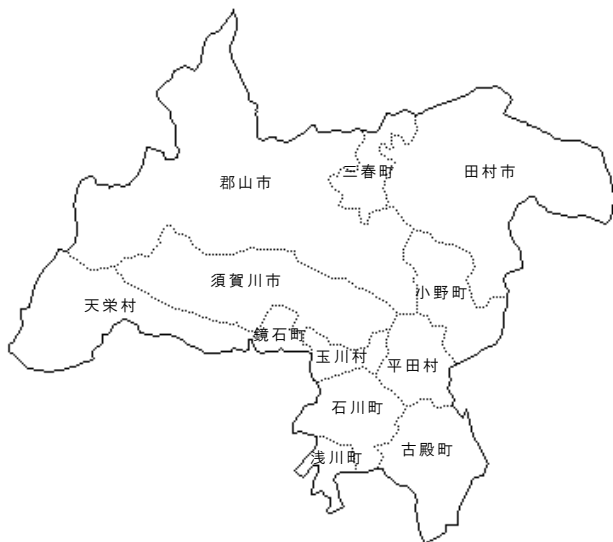 三春町
田村市
郡山市
須賀川市
小野町
天栄村
鏡石町
玉川村
平田村
石川町
古殿町
浅川町